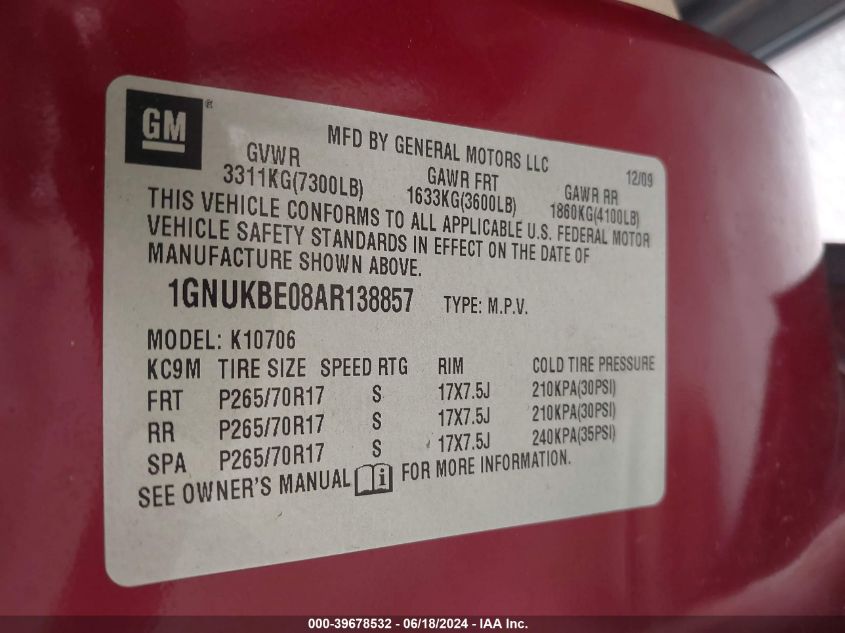 GM ®
MFD BY GENERAL MOTORS LLC
12/09
GVWR GAWR FRT GAWR RR
3311KG(7300LB) 1633KG(3600LB) 1860KG(4100LB)
THIS VEHICLE CONFORMS TO ALL APPLICABLE U.S. FEDERAL MOTOR
VEHICLE SAFETY STANDARDS IN EFFECT ON THE DATE OF
MANUFACTURE SHOWN ABOVE.
1GNUKBE08AR138857 TYPE: M.P.V.
MODEL: K10706
KC9M TIRE SIZE SPEED RTG RIM COLD TIRE PRESSURE
FRT P265/70R17 S 17X7.5J 210KPA(30PSI)
RR P265/70R17 S 17X7.5J 210KPA(30PSI)
SPA P265/70R17 S 17X7.5J 240KPA(35PSI)
SEE OWNER'S MANUAL i FOR MORE INFORMATION.
000-39678532 - 06/18/2024 - IAA Inc.